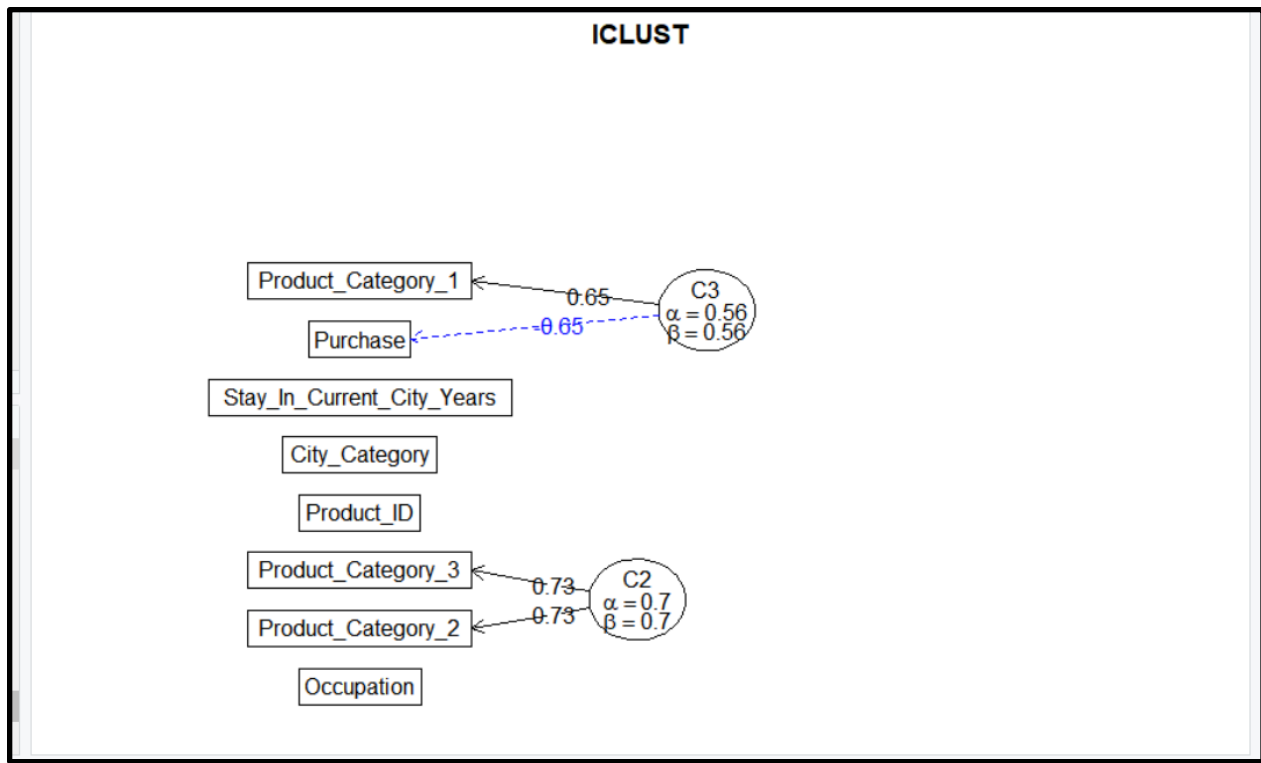 ICLUST
Product_Category_1
0.65
C3
α = 0.56
β = 0.56
Purchase
-0.65
Stay_In_Current_City_Years
City_Category
Product_ID
Product_Category_3
0.73
C2
α = 0.7
β = 0.7
Product_Category_2
0.73
Occupation